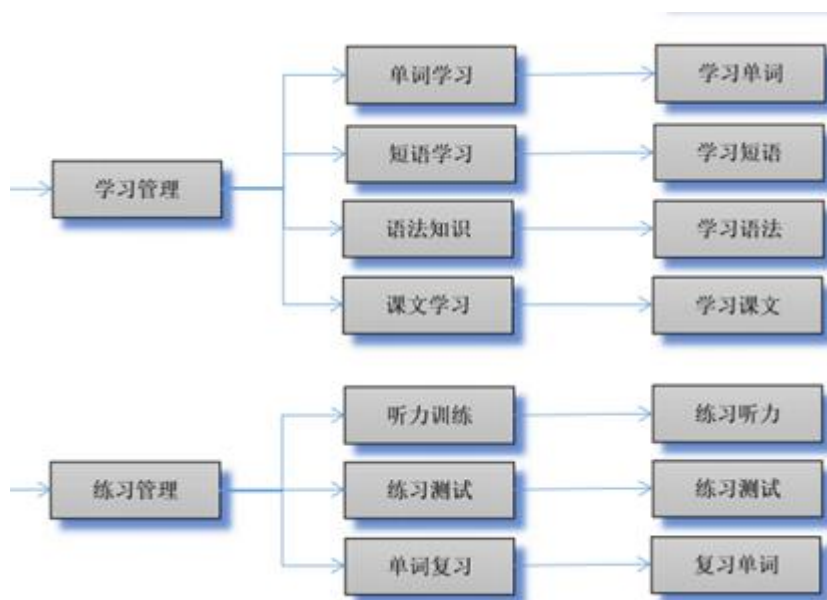 单词学习
学习单词
短语学习
学习短语
学习管理
语法知识
学习语法
课文学习
学习课文
听力训练
练习听力
练习管理
练习测试
练习测试
单词复习
复习单词